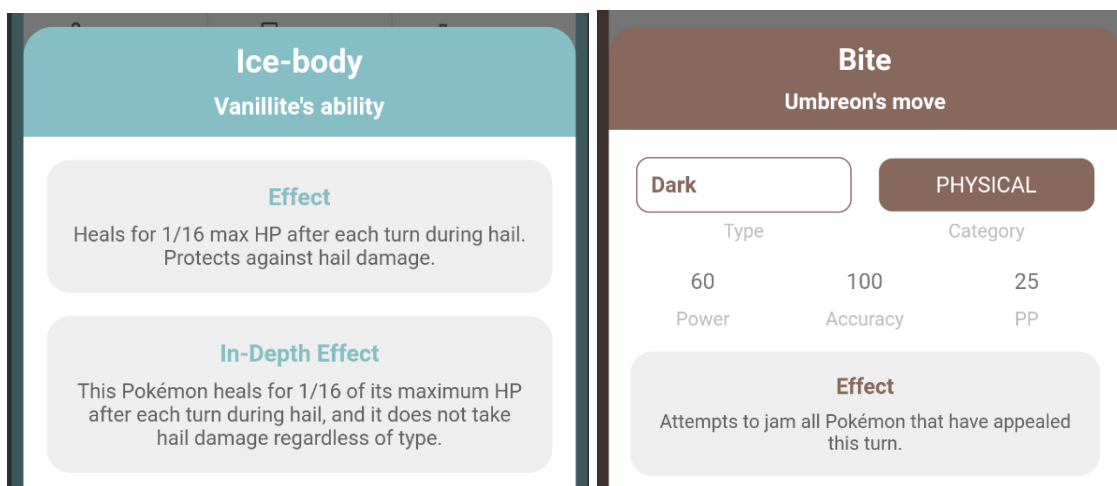 Ice-body
Vanillite's ability
Effect
Heals for 1/16 max HP after each turn during hail.
Protects against hail damage.
In-Depth Effect
This Pokémon heals for 1/16 of its maximum HP
after each turn during hail, and it does not take
hail damage regardless of type.
Bite
Umbreon's move
Dark PHYSICAL
Type Category
60 100 25
Power Accuracy PP
Effect
Attempts to jam all Pokémon that have appealed
this turn.